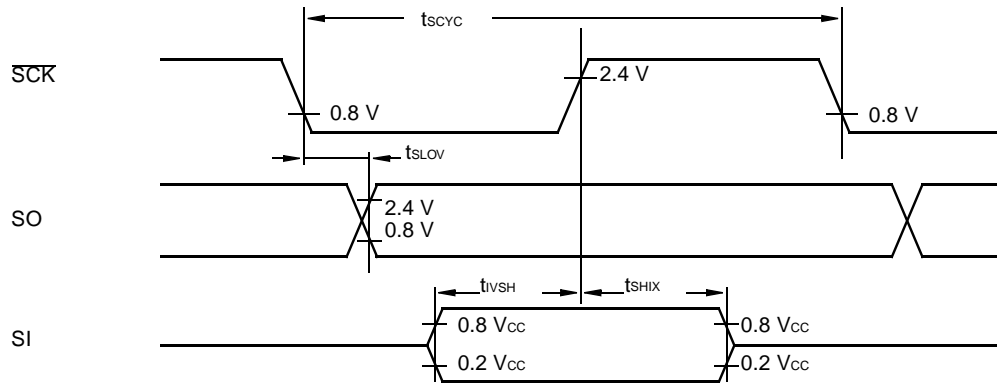 tSCYC
SCK
2.4 V
0.8 V
0.8 V
tSLOV
SO
2.4 V
0.8 V
tIVSH
tSHIX
SI
0.8 VCC
0.8 VCC
0.2 VCC
0.2 VCC